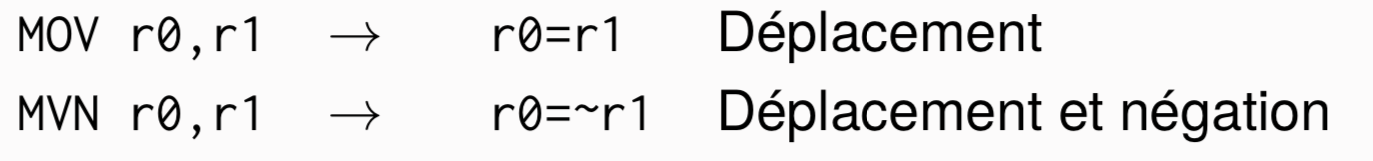 MOV r0,r1 → r0=r1 Déplacement
MVN r0,r1 → r0=~r1 Déplacement et négation